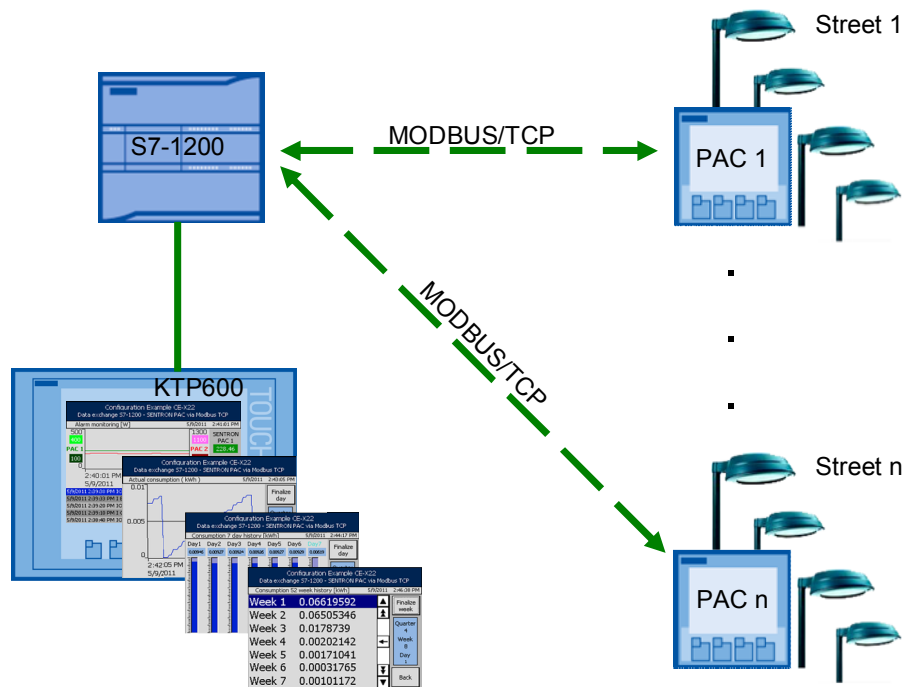 Street 1
S7-1200
MODBUS/TCP
PAC 1
MODBUS/TCP
KTP600
TOUCH
Configuration Example CE-X22
Data exchange S7-1200 - SENTRON PAC via Modbus TCP
Alarm monitoring [W] 5/9/2011 2:41:01 PM
500 1300 SENTRON
400 1100 PAC 1
PAC 1 PAC 2 228.46
100
0
2:40:01 PM
5/9/2011
Configuration Example CE-X22
Data exchange S7-1200 - SENTRON PAC via Modbus TCP
Actual consumption ( kWh ) 5/9/2011 2:43:05 PM
0.01 Finalize
day
0.005
0
2:42:05 PM
5/9/2011
Configuration Example CE-X22
Data exchange S7-1200 - SENTRON PAC via Modbus TCP
Consumption 7 day history [kWh] 5/9/2011 2:44:17 PM
Day1 Day2 Day3 Day4 Day5 Day6 Day7 Finalize
day
Configuration Example CE-X22
Data exchange S7-1200 - SENTRON PAC via Modbus TCP
Consumption 52 week history [kWh] 5/9/2011 2:46:38 PM
Week 1 0.06619592 Finalize
week
Week 2 0.06505346
Week 3 0.0178739 Quarter
4
Week 4 0.00202142 Week
8
Week 5 0.00171041 Day
1
Week 6 0.00031765
Week 7 0.00101172 Back
Street n
PAC n